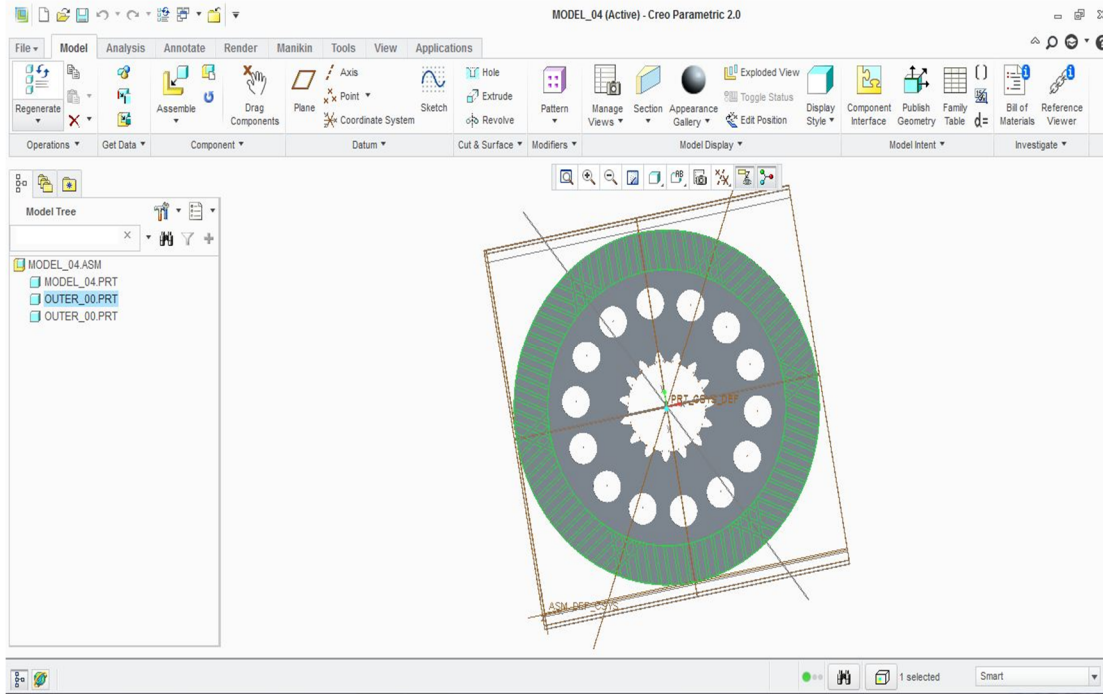 MODEL_04 (Active) - Creo Parametric 2.0
File Model Analysis Annotate Render Manikin Tools View Applications
Regenerate
Assemble
Drag Components
Plane
Axis
Point
Coordinate System
Sketch
Hole
Extrude
Revolve
Pattern
Manage Views
Section
Appearance Gallery
Exploded View
Toggle Status
Edit Position
Display Style
Component Interface
Publish Geometry
Family Table
d=
Bill of Materials
Reference Viewer
Operations Get Data Component Datum Cut & Surface Modifiers Model Display Model Intent Investigate
Model Tree
MODEL_04.ASM
MODEL_04.PRT
OUTER_00.PRT
OUTER_00.PRT
PRT_CSYS_DEF
ASM_DEF_CSYS
1 selected
Smart